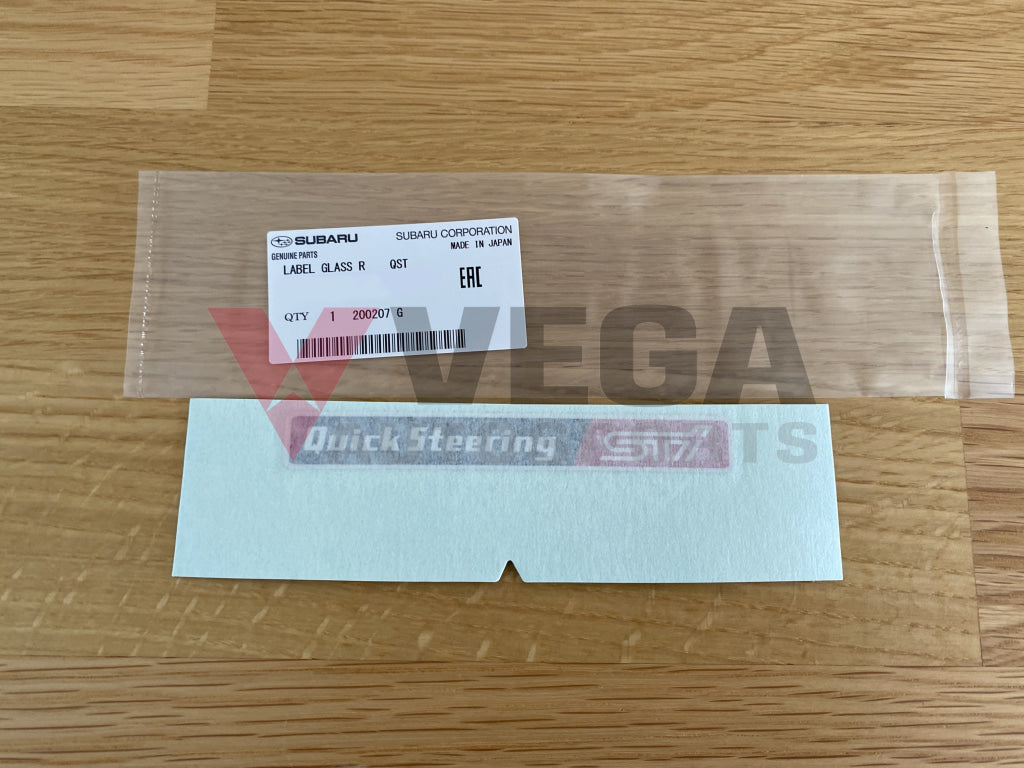 SUBARU
SUBARU CORPORATION
MADE IN JAPAN
GENUINE PARTS
LABEL GLASS R QST
EAC
QTY 1 200207 G
VEGA
PARTS
Quick Steering STi